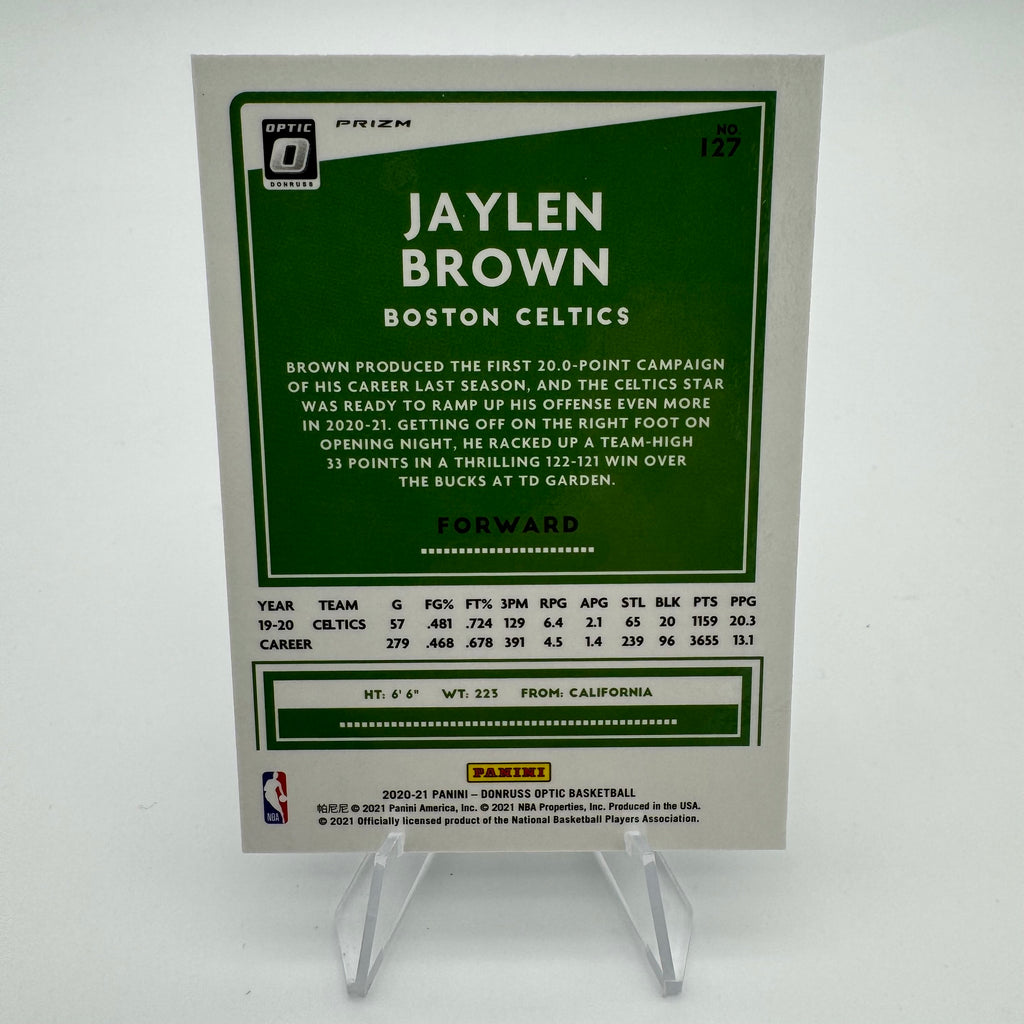 OPTIC
DONRUSS
PRIZM
NO.
127
JAYLEN
BROWN
BOSTON CELTICS
BROWN PRODUCED THE FIRST 20.0-POINT CAMPAIGN
OF HIS CAREER LAST SEASON, AND THE CELTICS STAR
WAS READY TO RAMP UP HIS OFFENSE EVEN MORE
IN 2020-21. GETTING OFF ON THE RIGHT FOOT ON
OPENING NIGHT, HE RACKED UP A TEAM-HIGH
33 POINTS IN A THRILLING 122-121 WIN OVER
THE BUCKS AT TD GARDEN.
FORWARD
YEAR TEAM G FG% FT% 3PM RPG APG STL BLK PTS PPG
19-20 CELTICS 57 .481 .724 129 6.4 2.1 65 20 1159 20.3
CAREER 279 .468 .678 391 4.5 1.4 239 96 3655 13.1
HT: 6' 6" WT: 223 FROM: CALIFORNIA
PANINI
NBA
2020-21 PANINI – DONRUSS OPTIC BASKETBALL
帕尼尼 © 2021 Panini America, Inc. © 2021 NBA Properties, Inc. Produced in the USA.
© 2021 Officially licensed product of the National Basketball Players Association.